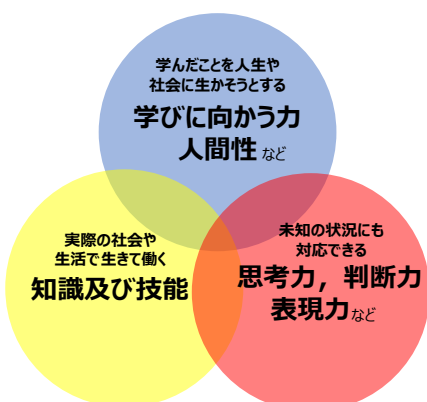 学んだことを人生や
社会に生かそうとする
学びに向かう力
人間性 など
実際の社会や
生活で生きて働く
知識及び技能
未知の状況にも
対応できる
思考力，判断力
表現力など